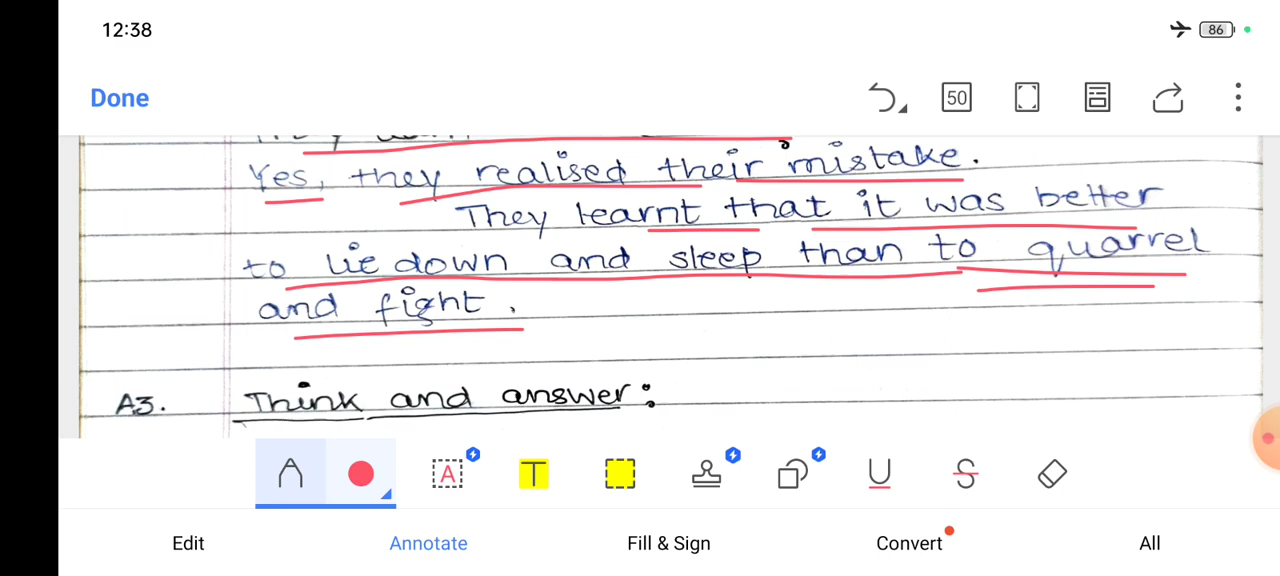 12:38
86
Done
50
Yes, they realised their mistake.
They learnt that it was better
to lie down and sleep than to quarrel
and fight.
A3. Think and answer:
A T U S
Edit Annotate Fill & Sign Convert All